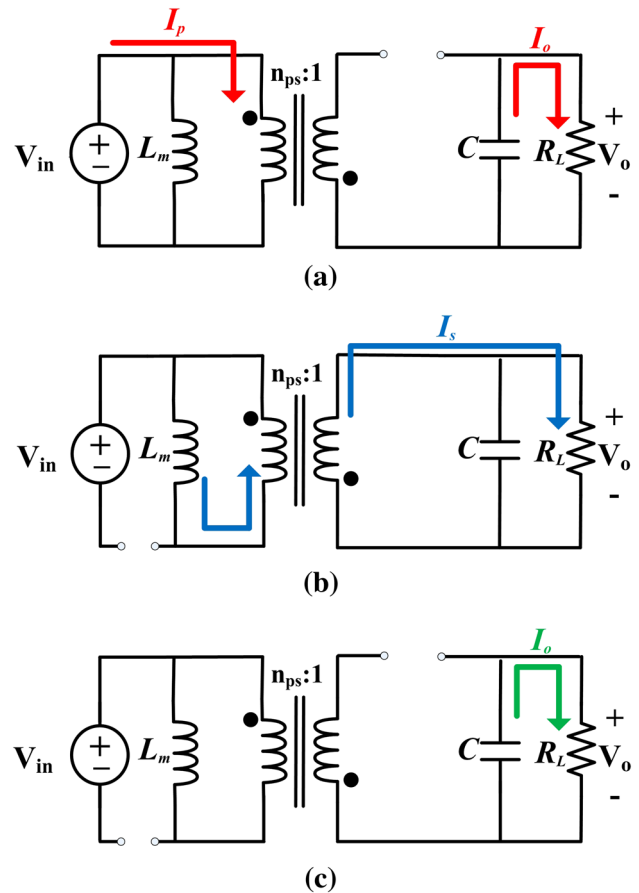 I_p
I_o
n_ps:1
V_in
+
−
L_m
C
R_L
+
V_o
-
(a)
I_s
n_ps:1
V_in
+
−
L_m
C
R_L
+
V_o
-
(b)
I_o
n_ps:1
V_in
+
−
L_m
C
R_L
+
V_o
-
(c)